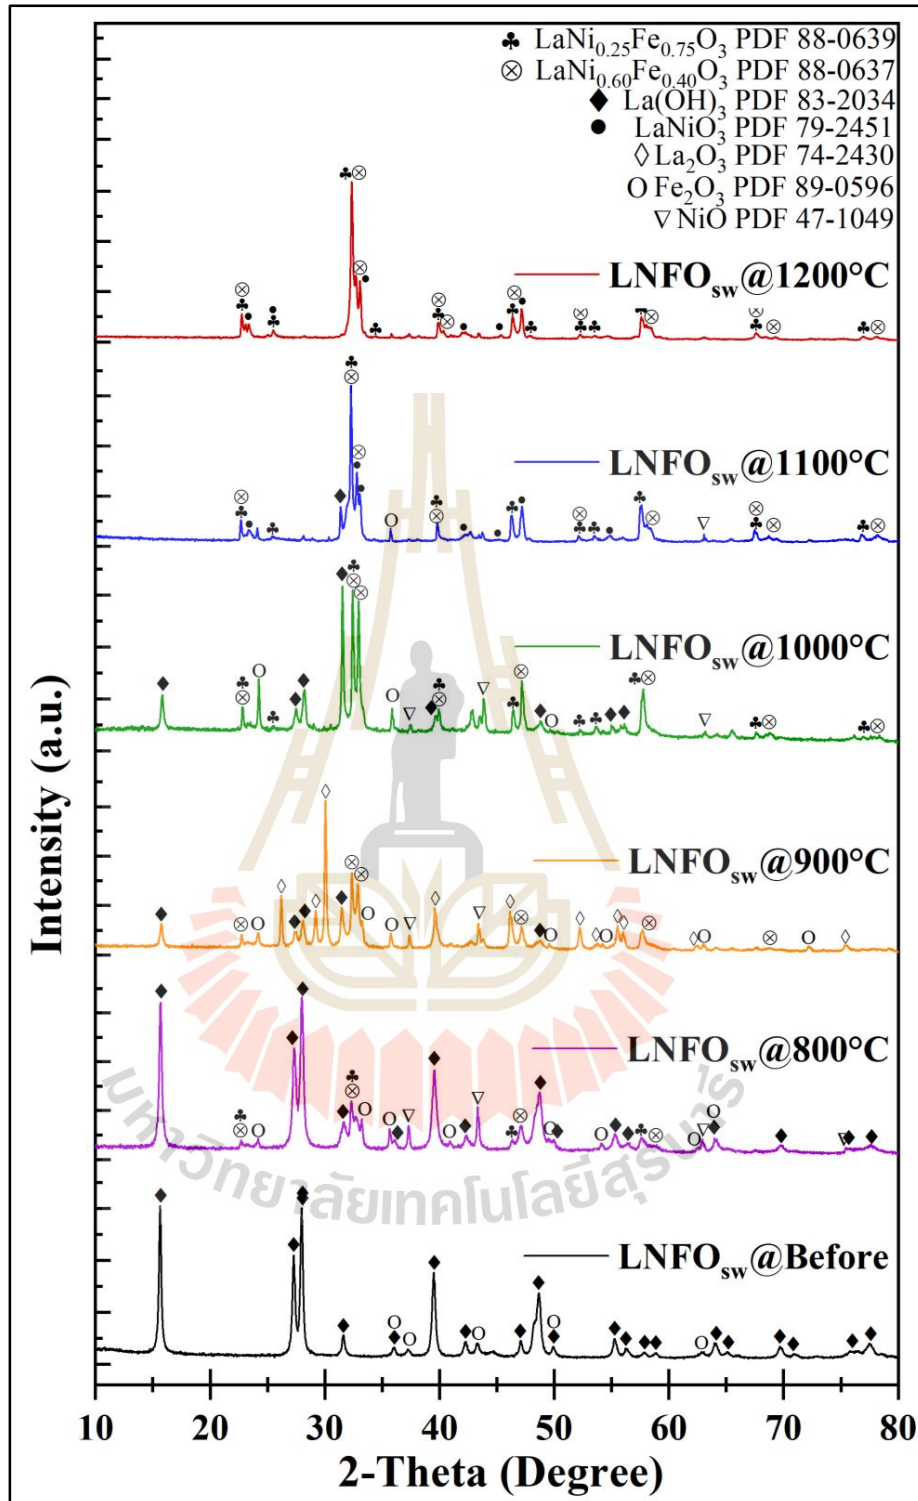 ♣ LaNi₀.₂₅Fe₀.₇₅O₃ PDF 88-0639
⊗ LaNi₀.₆₀Fe₀.₄₀O₃ PDF 88-0637
♦ La(OH)₃ PDF 83-2034
● LaNiO₃ PDF 79-2451
◊ La₂O₃ PDF 74-2430
O Fe₂O₃ PDF 89-0596
▽ NiO PDF 47-1049
LNFOsw@1200°C
LNFOsw@1100°C
LNFOsw@1000°C
LNFOsw@900°C
LNFOsw@800°C
LNFOsw@Before
Intensity (a.u.)
10 20 30 40 50 60 70 80
2-Theta (Degree)
มหาวิทยาลัยเทคโนโลยีสุรนารี